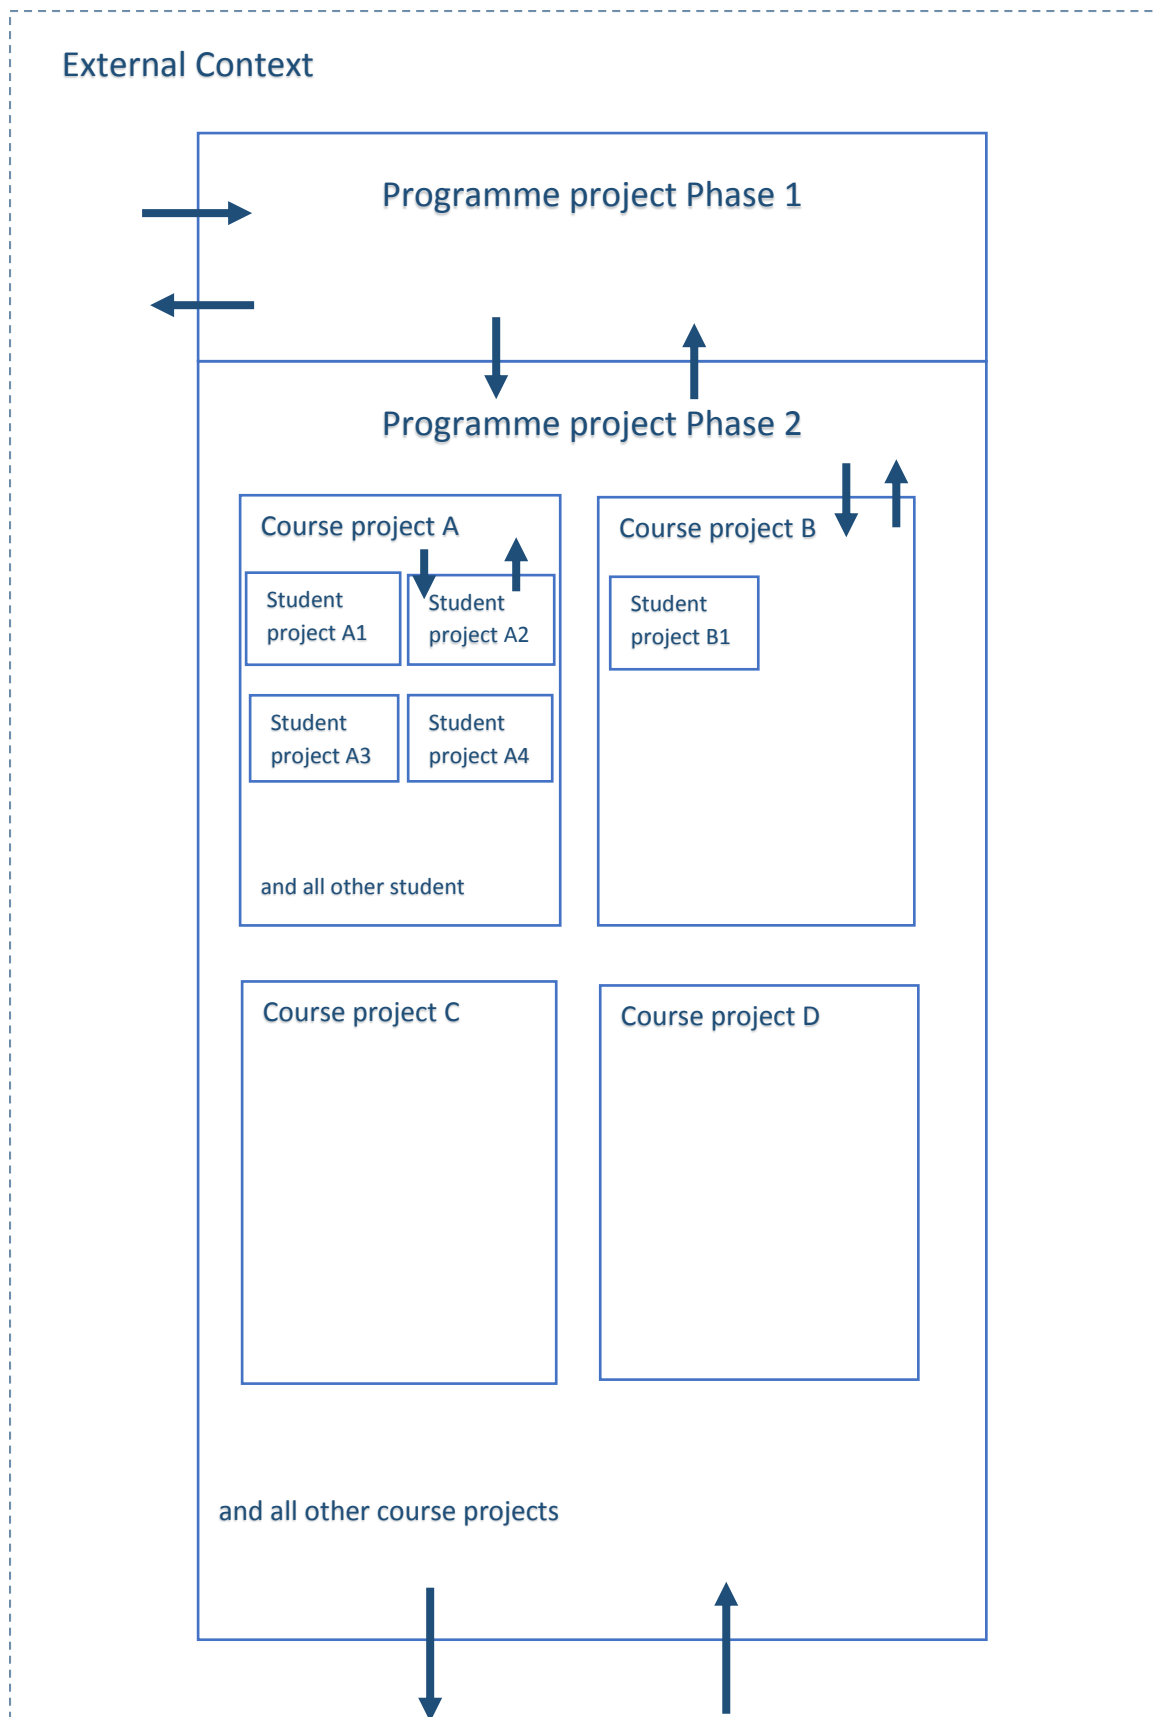 External Context
Programme project Phase 1
Programme project Phase 2
Course project A
Student
project A1
Student
project A2
Student
project A3
Student
project A4
and all other student
Course project B
Student
project B1
Course project C
Course project D
and all other course projects